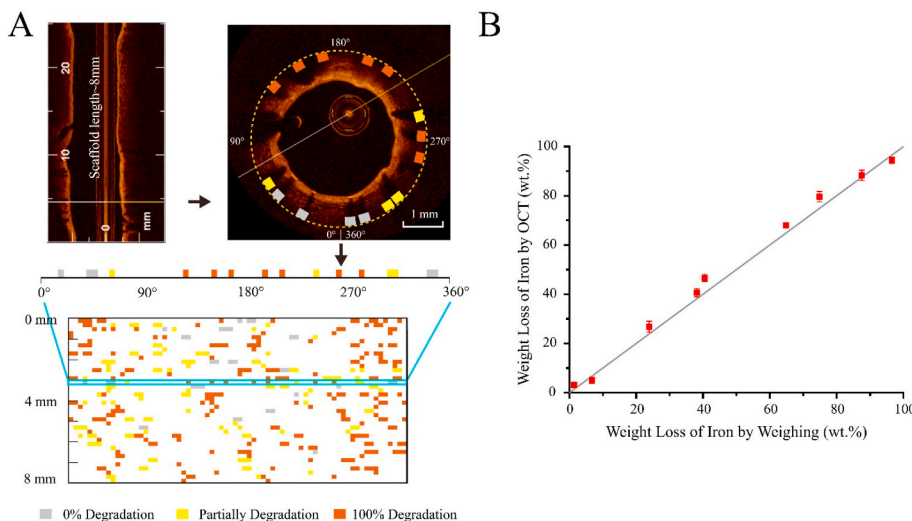 A
20
10
0
mm
Scaffold length~8mm
180°
90°
270°
0° 360°
1 mm
0°
90°
180°
270°
360°
0 mm
4 mm
8 mm
0% Degradation
Partially Degradation
100% Degradation
B
Weight Loss of Iron by OCT (wt.%)
100
80
60
40
20
0
0 20 40 60 80 100
Weight Loss of Iron by Weighing (wt.%)